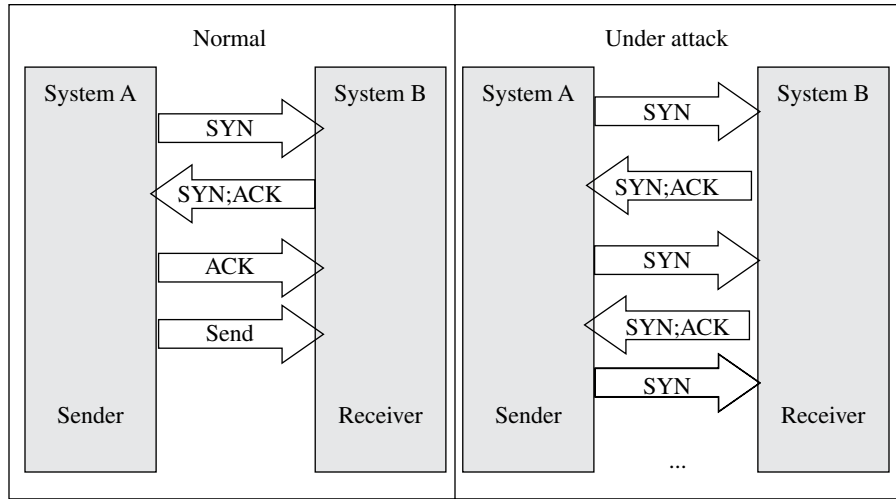 Normal
System A
System B
SYN
SYN;ACK
ACK
Send
Sender
Receiver
Under attack
System A
System B
SYN
SYN;ACK
SYN
SYN;ACK
SYN
Sender
Receiver
...